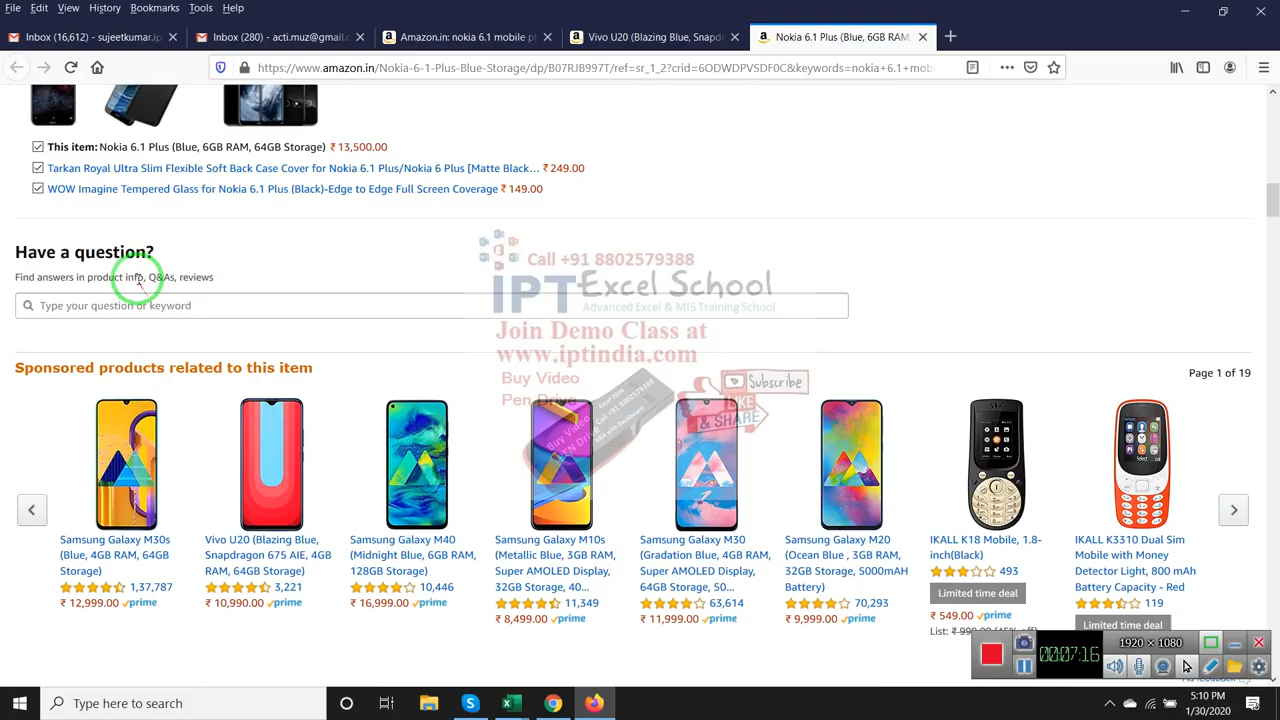 File Edit View History Bookmarks Tools Help
Inbox (16,612) - sujeetkumar.ip
Inbox (280) - acti.muz@gmail.c
Amazon.in: nokia 6.1 mobile ph
Vivo U20 (Blazing Blue, Snapd
Nokia 6.1 Plus (Blue, 6GB RAM,
https://www.amazon.in/Nokia-6-1-Plus-Blue-Storage/dp/B07RJB997T/ref=sr_1_2?crid=6ODWDPVSDF0C&keywords=nokia+6.1+mob
This item: Nokia 6.1 Plus (Blue, 6GB RAM, 64GB Storage) ₹ 13,500.00
Tarkan Royal Ultra Slim Flexible Soft Back Case Cover for Nokia 6.1 Plus/Nokia 6 Plus [Matte Black... ₹ 249.00
WOW Imagine Tempered Glass for Nokia 6.1 Plus (Black)-Edge to Edge Full Screen Coverage ₹ 149.00
Have a question?
Find answers in product info, Q&As, reviews
Type your question or keyword
Call +91 8802579388
IPT Excel School
Advanced Excel & MIS Training School
Join Demo Class at
www.iptindia.com
Buy Video
Pen Drive
Subscribe
LIKE
& SHARE
Sponsored products related to this item
Page 1 of 19
Samsung Galaxy M30s
(Blue, 4GB RAM, 64GB
Storage)
1,37,787
₹ 12,999.00 prime
Vivo U20 (Blazing Blue,
Snapdragon 675 AIE, 4GB
RAM, 64GB Storage)
3,221
₹ 10,990.00 prime
Samsung Galaxy M40
(Midnight Blue, 6GB RAM,
128GB Storage)
10,446
₹ 16,999.00 prime
Samsung Galaxy M10s
(Metallic Blue, 3GB RAM,
Super AMOLED Display,
32GB Storage, 40...
11,349
₹ 8,499.00 prime
Samsung Galaxy M30
(Gradation Blue, 4GB RAM,
Super AMOLED Display,
64GB Storage, 50...
63,614
₹ 11,999.00 prime
Samsung Galaxy M20
(Ocean Blue , 3GB RAM,
32GB Storage, 5000mAH
Battery)
70,293
₹ 9,999.00 prime
IKALL K18 Mobile, 1.8-
inch(Black)
493
Limited time deal
₹ 549.00 prime
List: ₹ 999.00 (45% off)
IKALL K3310 Dual Sim
Mobile with Money
Detector Light, 800 mAh
Battery Capacity - Red
119
Limited time deal
1920 × 1080
00:07:16
Ad feedback
Type here to search
5:10 PM
1/30/2020